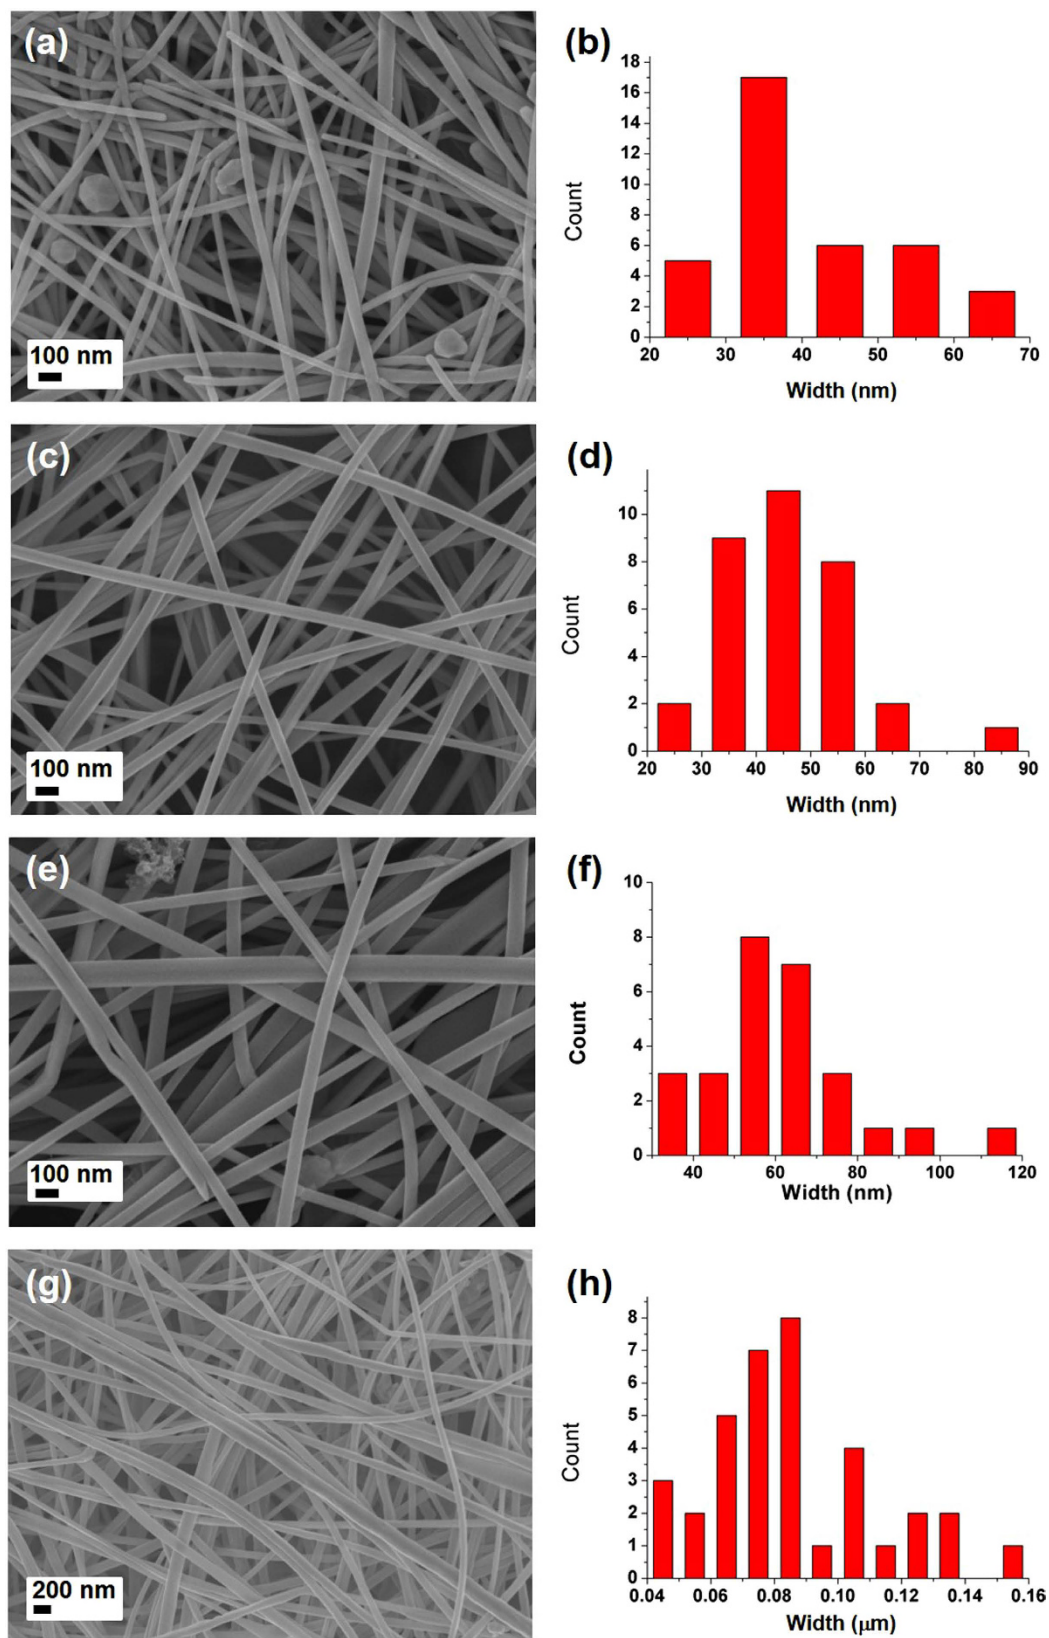 (a)
100 nm
(b)
18
16
14
12
10
8
6
4
2
0
Count
20 30 40 50 60 70
Width (nm)
(c)
100 nm
(d)
10
8
6
4
2
0
Count
20 30 40 50 60 70 80 90
Width (nm)
(e)
100 nm
(f)
10
8
6
4
2
0
Count
40 60 80 100 120
Width (nm)
(g)
200 nm
(h)
8
7
6
5
4
3
2
1
0
Count
0.04 0.06 0.08 0.10 0.12 0.14 0.16
Width (μm)